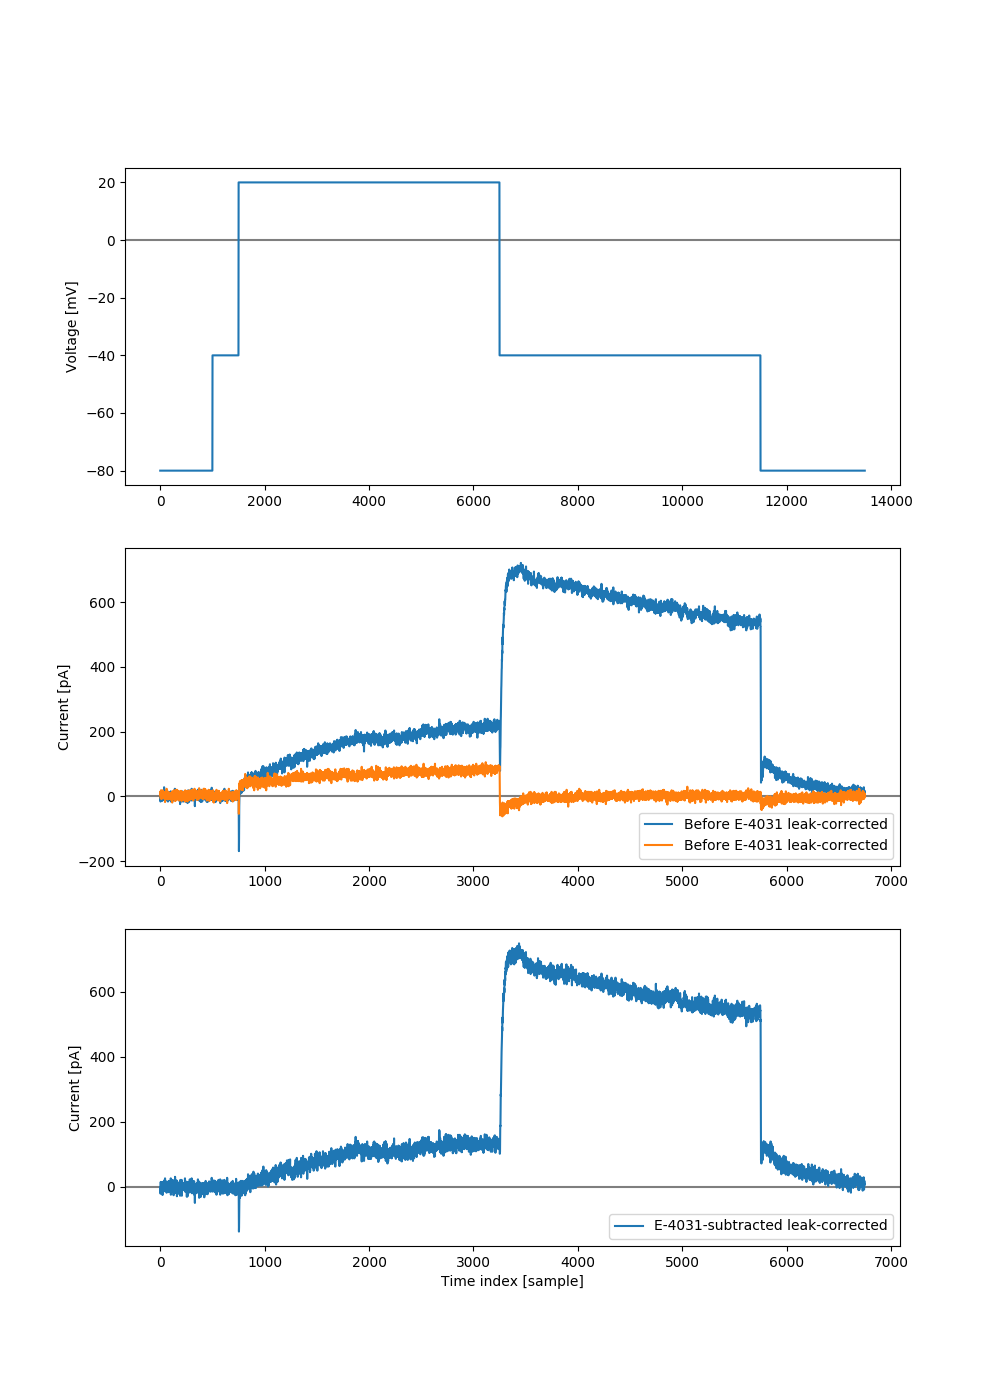 20
0
−20
−40
−60
−80
Voltage [mV]
0 2000 4000 6000 8000 10000 12000 14000
600
400
200
0
−200
Current [pA]
Before E-4031 leak-corrected
Before E-4031 leak-corrected
0 1000 2000 3000 4000 5000 6000 7000
600
400
200
0
Current [pA]
E-4031-subtracted leak-corrected
0 1000 2000 3000 4000 5000 6000 7000
Time index [sample]